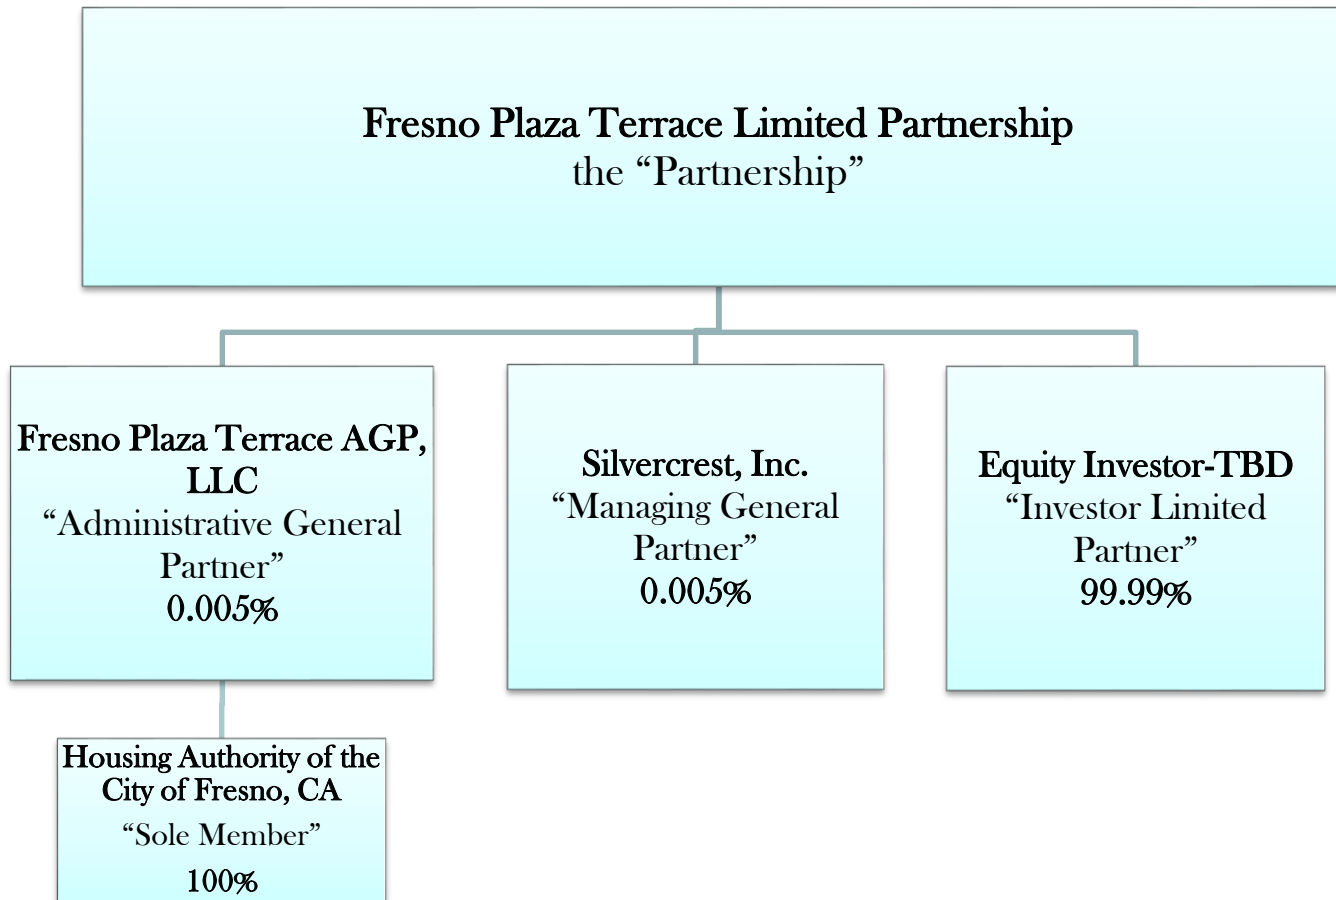 Fresno Plaza Terrace Limited Partnership
the “Partnership”
Fresno Plaza Terrace AGP,
LLC
“Administrative General
Partner”
0.005%
Silvercrest, Inc.
“Managing General
Partner”
0.005%
Equity Investor-TBD
“Investor Limited
Partner”
99.99%
Housing Authority of the
City of Fresno, CA
“Sole Member”
100%